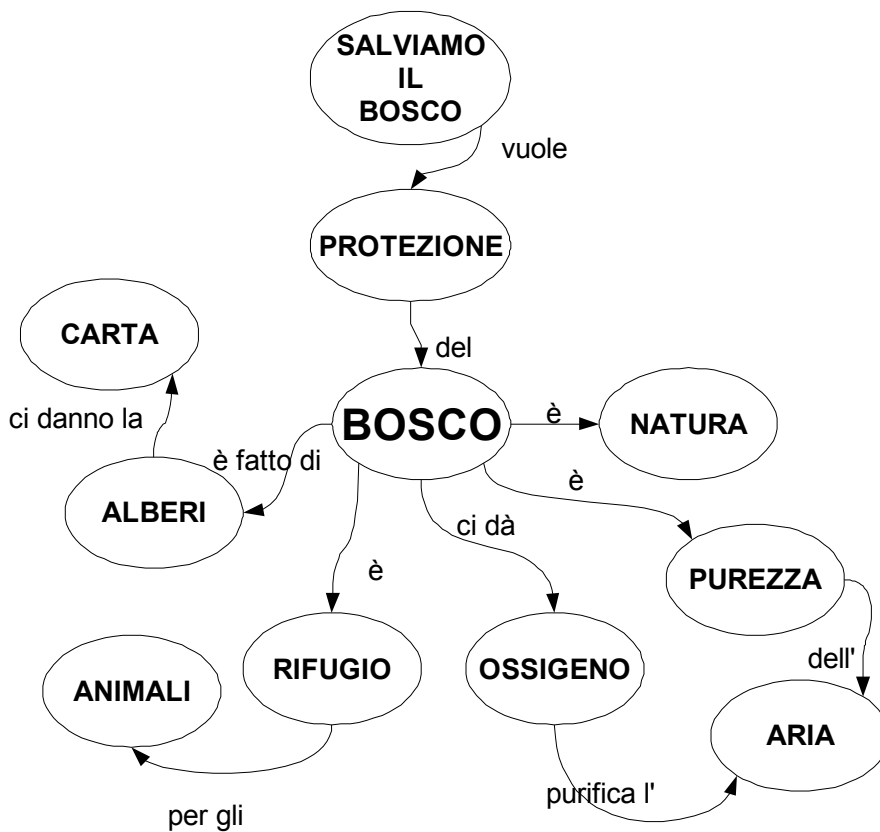 SALVIAMO
IL
BOSCO
vuole
PROTEZIONE
del
CARTA
ci danno la
BOSCO
è
NATURA
è fatto di
ALBERI
è
ci dà
è
PUREZZA
ANIMALI
RIFUGIO
OSSIGENO
dell'
ARIA
purifica l'
per gli